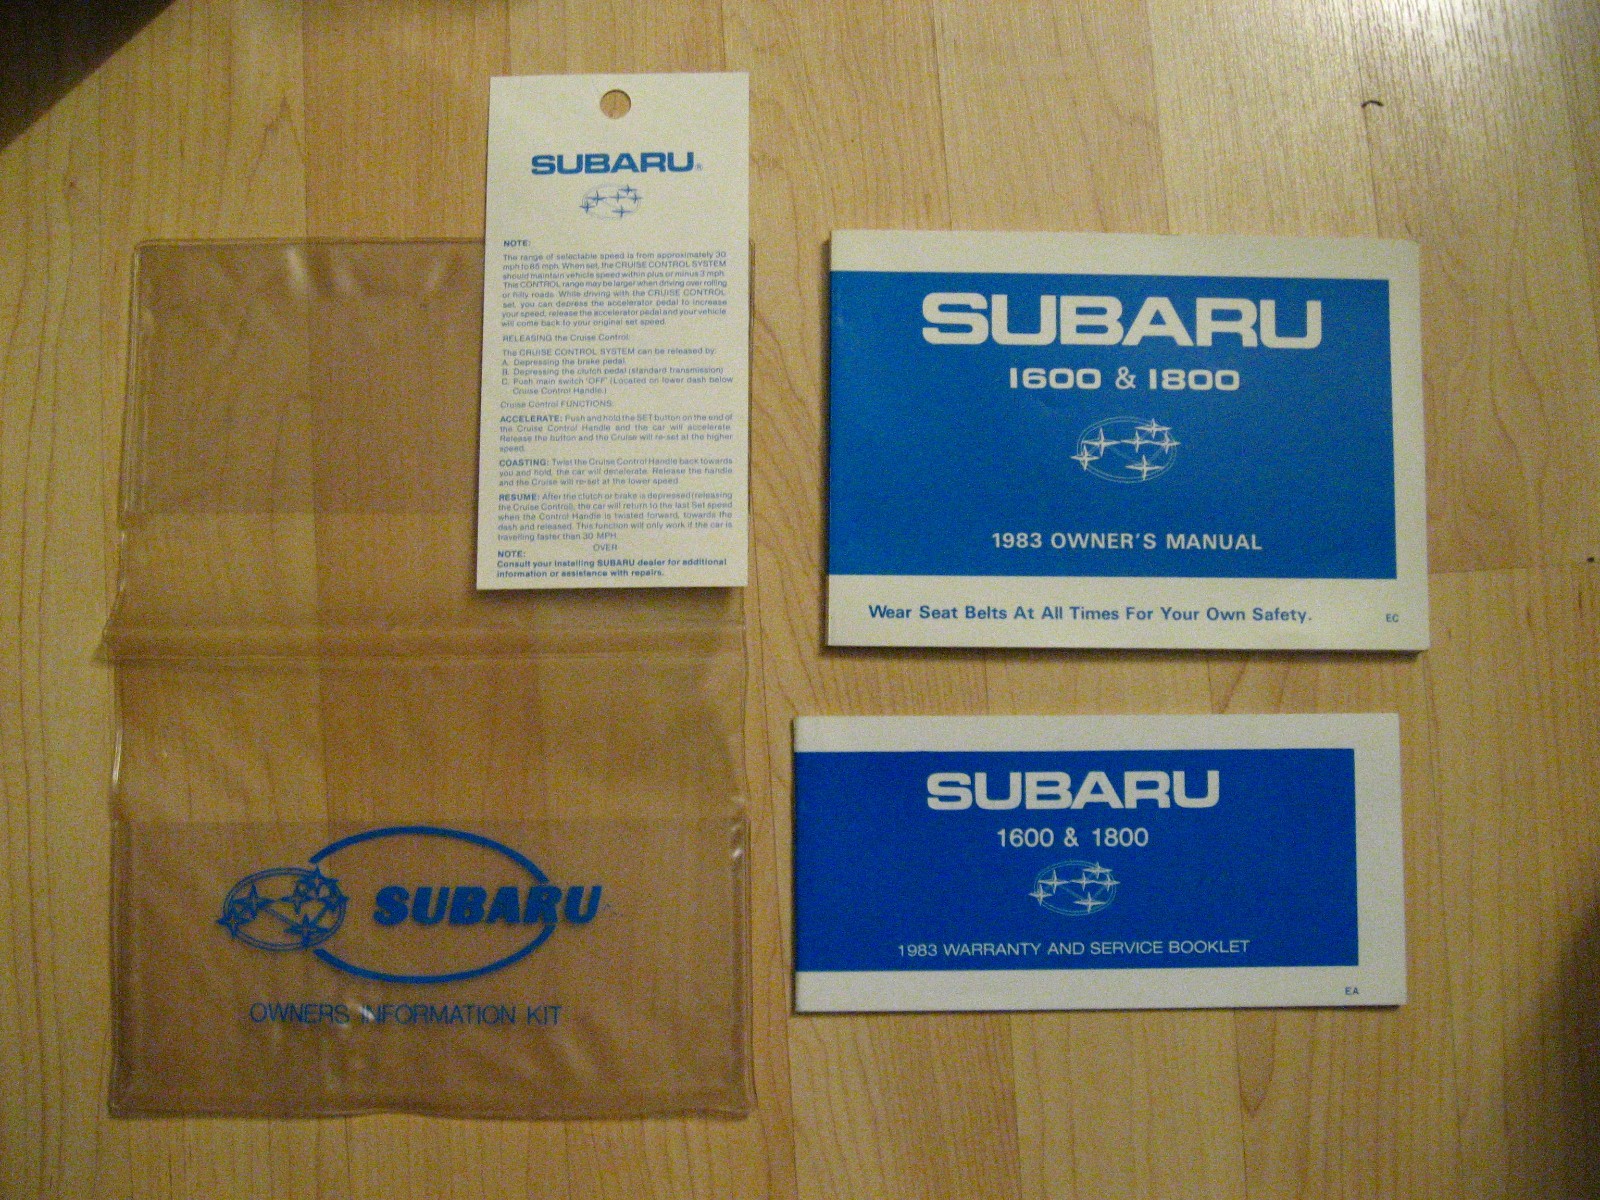 SUBARU®
NOTE:
The range of selectable speed is from approximately 30
mph to 85 mph. When set, the CRUISE CONTROL SYSTEM
should maintain vehicle speed within plus or minus 3 mph.
This CONTROL range may be larger when driving over rolling
or hilly roads. While driving with the CRUISE CONTROL
set, you can depress the accelerator pedal to increase
your speed; release the accelerator pedal and your vehicle
will come back to your original set speed.
RELEASING the Cruise Control:
The CRUISE CONTROL SYSTEM can be released by:
A. Depressing the brake pedal
B. Depressing the clutch pedal (standard transmission)
C. Push main switch "OFF" (Located on lower dash below
Cruise Control Handle.)
Cruise Control FUNCTIONS:
ACCELERATE: Push and hold the SET button on the end of
the Cruise Control Handle and the car will accelerate.
Release the button and the Cruise will re-set at the higher
speed.
COASTING: Twist the Cruise Control Handle back towards
you and hold, the car will decelerate. Release the handle
and the Cruise will re-set at the lower speed.
RESUME: After the clutch or brake is depressed (releasing
the Cruise Control), the car will return to the last Set speed
when the Control Handle is twisted forward, towards the
dash and released. This function will only work if the car is
travelling faster than 30 MPH.
OVER
NOTE:
Consult your installing SUBARU dealer for additional
information or assistance with repairs.
SUBARU
OWNERS INFORMATION KIT
SUBARU
1600 & 1800
1983 OWNER'S MANUAL
Wear Seat Belts At All Times For Your Own Safety.
EC
SUBARU
1600 & 1800
1983 WARRANTY AND SERVICE BOOKLET
EA